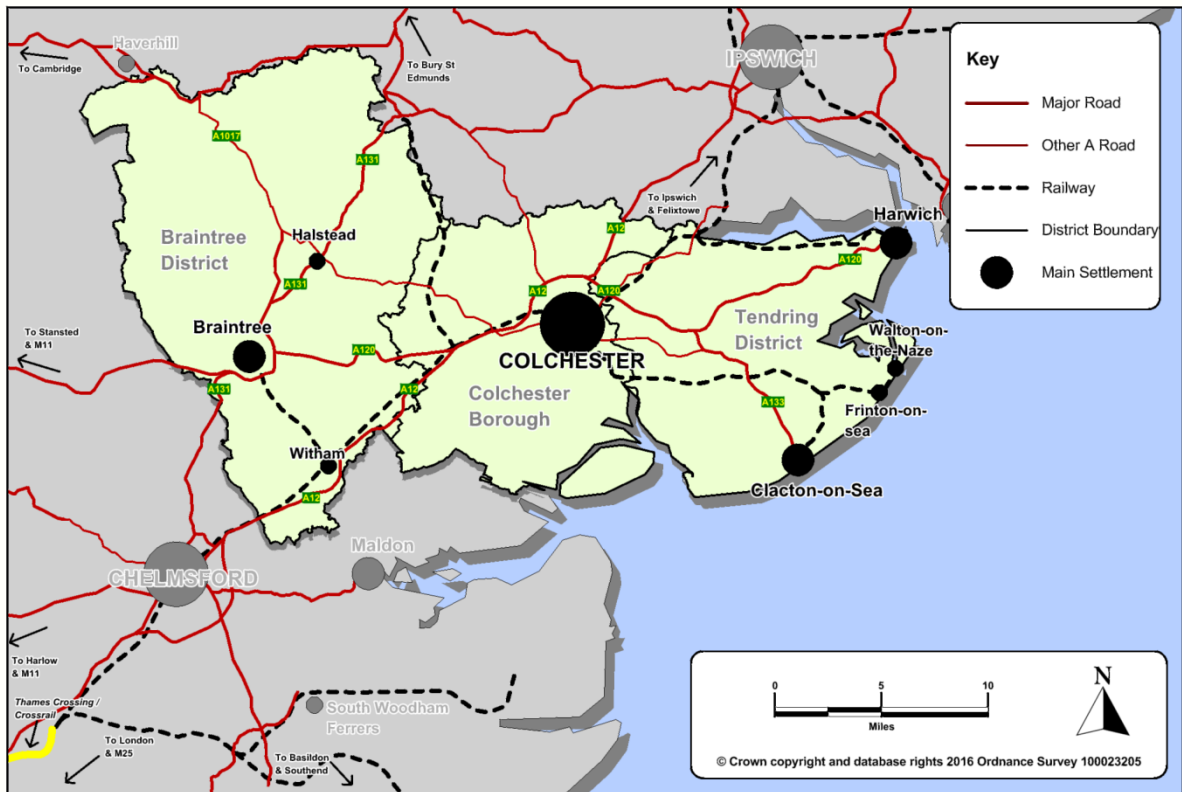 Haverhill
To Cambridge
To Bury St
Edmunds
IPSWICH
Key
Major Road
Other A Road
Railway
District Boundary
Main Settlement
A1017
A131
To Ipswich
& Felixtowe
Harwich
A12
Braintree
District
Halstead
A120
A131
A12
A120
To Stansted
& M11
Braintree
Tendring
District
Walton-on-
the-Naze
A120
COLCHESTER
A131
A12
Colchester
Borough
A133
Frinton-on-
sea
Witham
Clacton-on-Sea
A12
Maldon
CHELMSFORD
To Harlow
& M11
Thames Crossing /
Crossrail
South Woodham
Ferrers
To London
& M25
To Basildon
& Southend
0 5 10
Miles
N
© Crown copyright and database rights 2016 Ordnance Survey 100023205